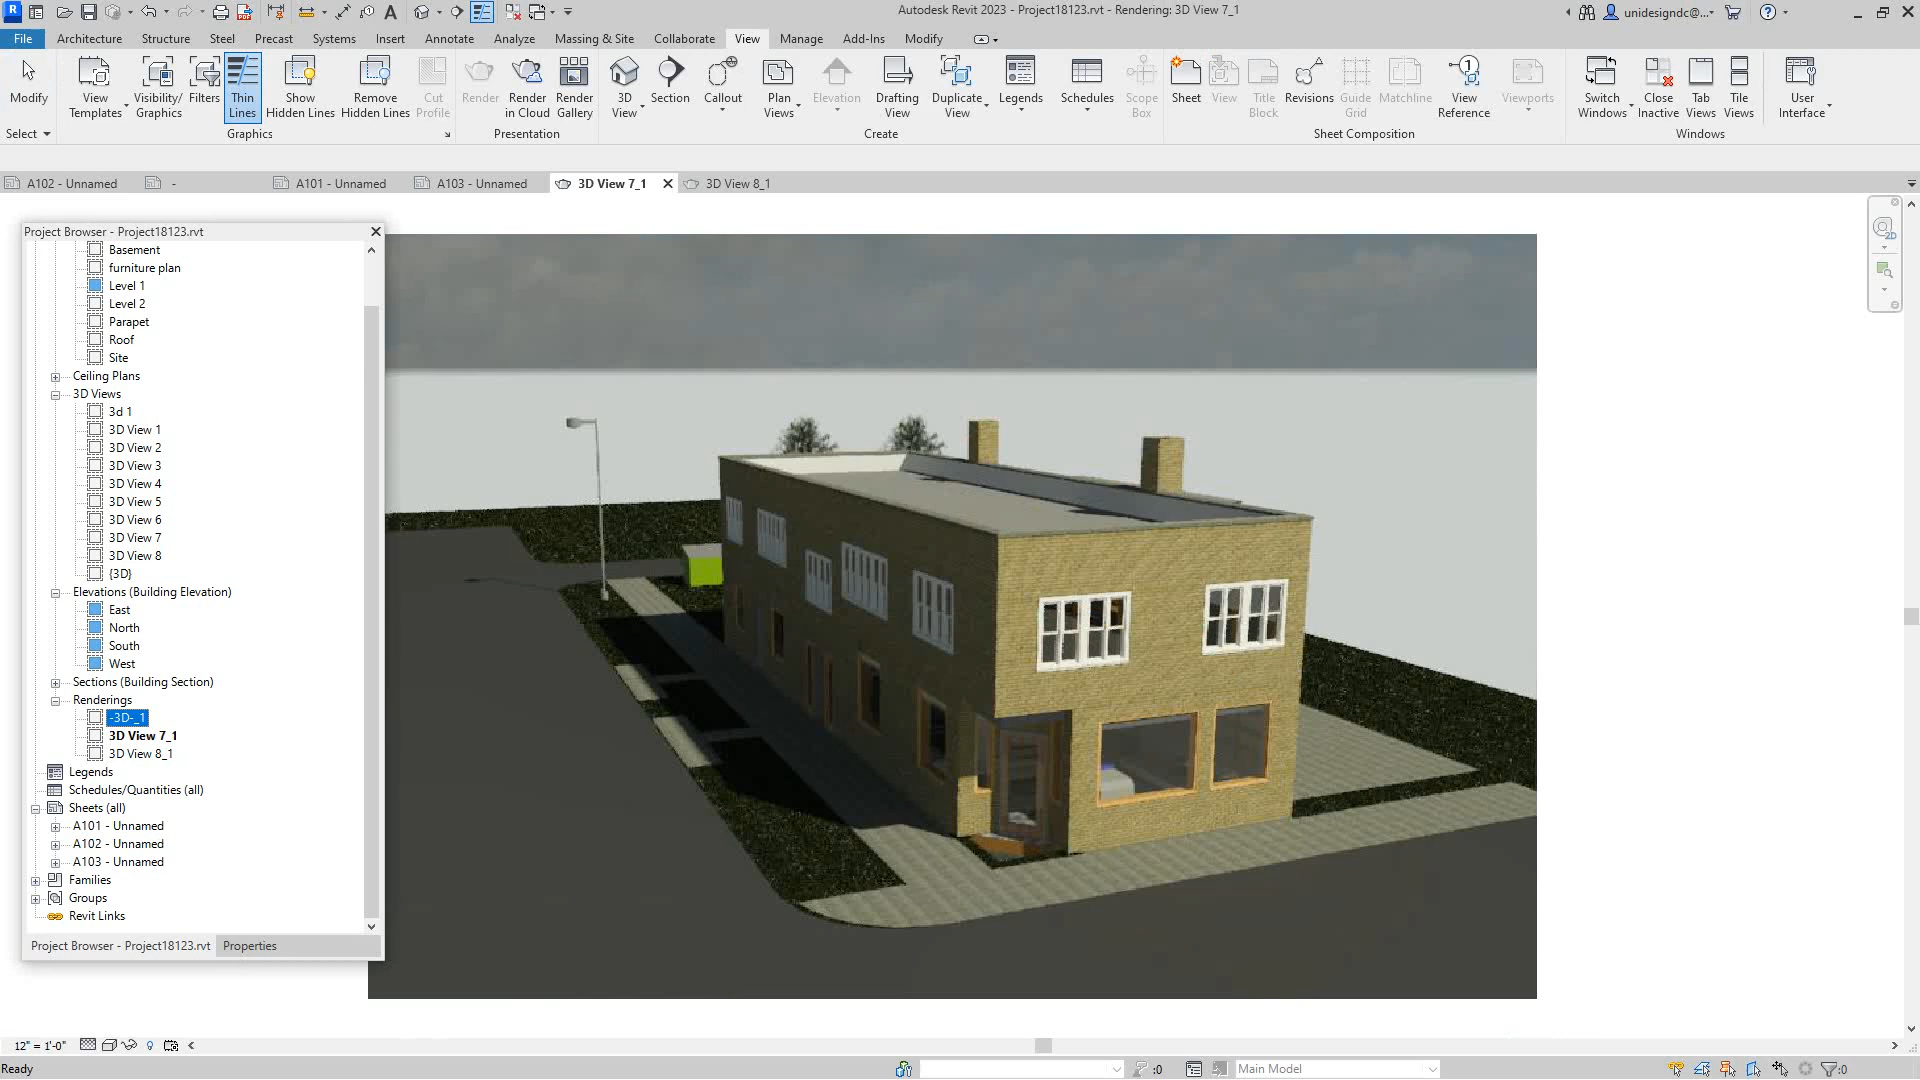 Autodesk Revit 2023 - Project18123.rvt - Rendering: 3D View 7_1
unidesigndc@...
File Architecture Structure Steel Precast Systems Insert Annotate Analyze Massing & Site Collaborate View Manage Add-Ins Modify
Modify
View Templates
Visibility/ Graphics
Filters
Thin Lines
Show Hidden Lines
Remove Hidden Lines
Cut Profile
Render
Render in Cloud
Render Gallery
3D View
Section
Callout
Plan Views
Elevation
Drafting View
Duplicate View
Legends
Schedules
Scope Box
Sheet
View
Title Block
Revisions
Guide Grid
Matchline
1
View Reference
Viewports
Switch Windows
Close Inactive
Tab Views
Tile Views
User Interface
Select Graphics Presentation Create Sheet Composition Windows
A102 - Unnamed - A101 - Unnamed A103 - Unnamed 3D View 7_1 3D View 8_1
2D
Project Browser - Project18123.rvt
Basement
furniture plan
Level 1
Level 2
Parapet
Roof
Site
Ceiling Plans
3D Views
3d 1
3D View 1
3D View 2
3D View 3
3D View 4
3D View 5
3D View 6
3D View 7
3D View 8
{3D}
Elevations (Building Elevation)
East
North
South
West
Sections (Building Section)
Renderings
-3D-_1
3D View 7_1
3D View 8_1
Legends
Schedules/Quantities (all)
Sheets (all)
A101 - Unnamed
A102 - Unnamed
A103 - Unnamed
Families
Groups
Revit Links
Project Browser - Project18123.rvt Properties
12" = 1'-0"
Ready :0 Main Model :0